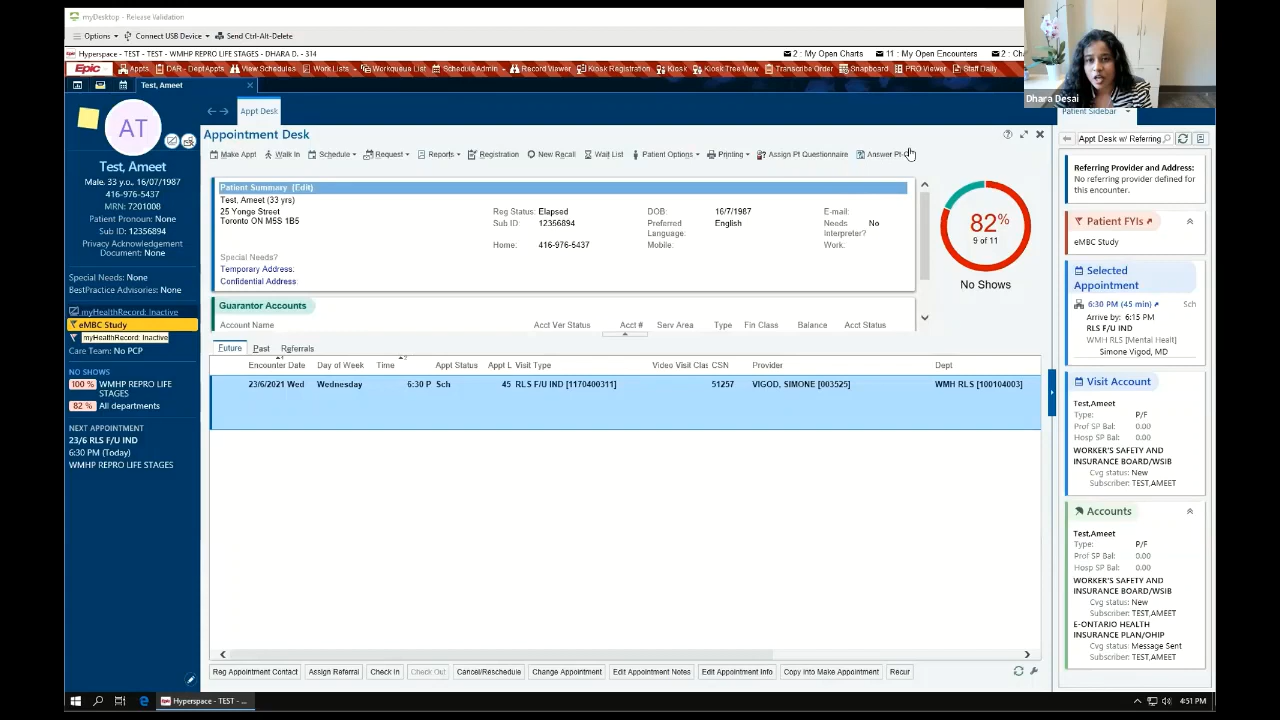 myDesktop - Release Validation
Options
Connect USB Device
Send Ctrl-Alt-Delete
Hyperspace - TEST - TEST - WMHP REPRO LIFE STAGES - DHARA D. - 314
2 : My Open Charts
11 : My Open Encounters
2 : Ch
Epic
Appts
DAR - DeptAppts
View Schedules
Work Lists
Workqueue List
Schedule Admin
Record Viewer
Kiosk Registration
Kiosk
Kiosk Tree View
Transcribe Order
Snapboard
PRO Viewer
Staff Daily
Dhara Desai
Test, Ameet
AT
Test, Ameet
Male, 33 y.o., 16/07/1987
416-976-5437
MRN: 7201008
Patient Pronoun: None
Sub ID: 12356894
Privacy Acknowledgement
Document: None
Special Needs: None
BestPractice Advisories: None
myHealthRecord: Inactive
eMBC Study
myHealthRecord: Inactive
Care Team: No PCP
NO SHOWS
100 %
WMHP REPRO LIFE
STAGES
82 %
All departments
NEXT APPOINTMENT
23/6 RLS F/U IND
6:30 PM (Today)
WMHP REPRO LIFE STAGES
Appt Desk
Appointment Desk
Make Appt
Walk In
Schedule
Request
Reports
Registration
New Recall
Wait List
Patient Options
Printing
Assign Pt Questionnaire
Answer Pt
Patient Summary (Edit)
Test, Ameet (33 yrs)
25 Yonge Street
Toronto ON M5S 1B5
Special Needs?
Temporary Address:
Confidential Address:
Reg Status: Elapsed
Sub ID: 12356894
Home: 416-976-5437
DOB: 16/7/1987
Preferred Language: English
Mobile:
E-mail:
Needs Interpreter? No
Work:
82%
9 of 11
No Shows
Guarantor Accounts
Account Name
Acct Ver Status
Acct #
Serv Area
Type
Fin Class
Balance
Acct Status
Future
Past
Referrals
Encounter Date
Day of Week
Time
Appt Status
Appt L
Visit Type
Video Visit Clas
CSN
Provider
Dept
23/6/2021 Wed
Wednesday
6:30 P
Sch
45
RLS F/U IND [1170400311]
51257
VIGOD, SIMONE [003525]
WMH RLS [100104003]
Reg Appointment Contact
Assign Referral
Check In
Check Out
Cancel/Reschedule
Change Appointment
Edit Appointment Notes
Edit Appointment Info
Copy into Make Appointment
Recur
Patient Sidebar
Appt Desk w/ Referring
Referring Provider and Address:
No referring provider defined for
this encounter.
Patient FYIs
eMBC Study
Selected
Appointment
6:30 PM (45 min)
Sch
Arrive by: 6:15 PM
RLS F/U IND
WMH RLS [Mental Healt]
Simone Vigod, MD
Visit Account
Test,Ameet
Type: P/F
Prof SP Bal: 0.00
Hosp SP Bal: 0.00
WORKER'S SAFETY AND
INSURANCE BOARD/WSIB
Cvg status: New
Subscriber: TEST,AMEET
Accounts
Test,Ameet
Type: P/F
Prof SP Bal: 0.00
Hosp SP Bal: 0.00
WORKER'S SAFETY AND
INSURANCE BOARD/WSIB
Cvg status: New
Subscriber: TEST,AMEET
E-ONTARIO HEALTH
INSURANCE PLAN/OHIP
Cvg status: Message Sent
Subscriber: TEST,AMEET
Hyperspace - TEST - ...
4:51 PM